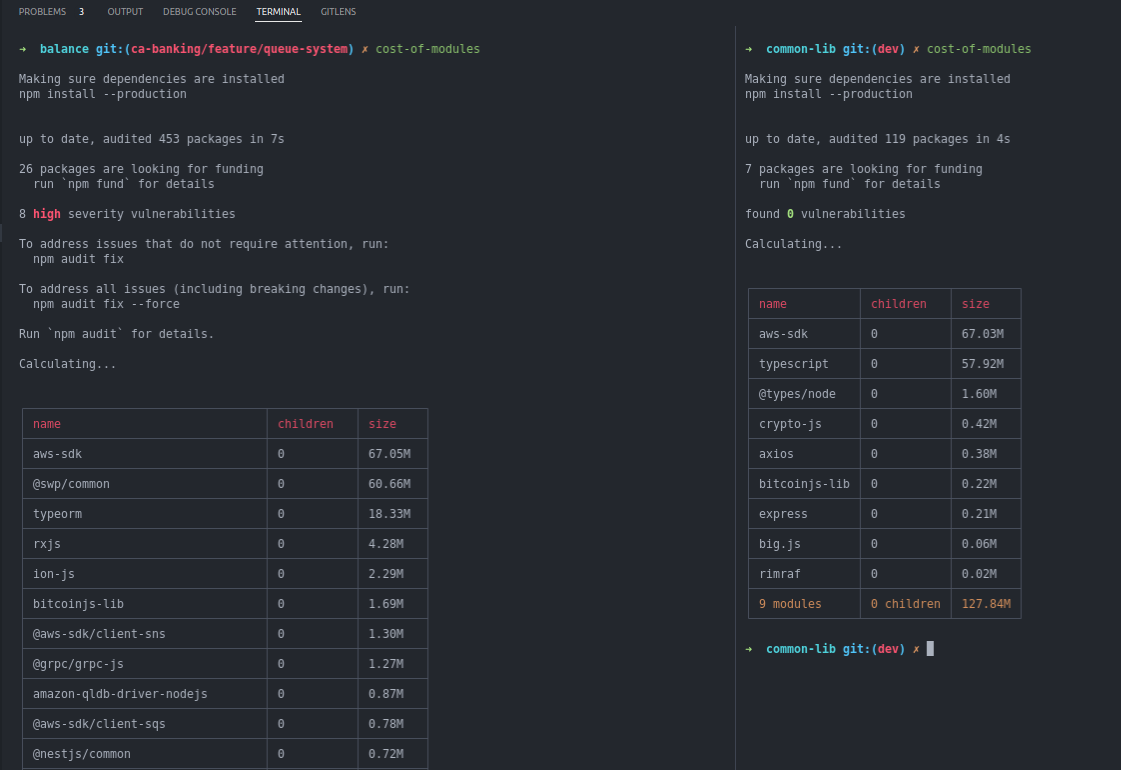 PROBLEMS 3 OUTPUT DEBUG CONSOLE TERMINAL GITLENS
➜ balance git:(ca-banking/feature/queue-system) ✗ cost-of-modules
Making sure dependencies are installed
npm install --production
up to date, audited 453 packages in 7s
26 packages are looking for funding
run `npm fund` for details
8 high severity vulnerabilities
To address issues that do not require attention, run:
npm audit fix
To address all issues (including breaking changes), run:
npm audit fix --force
Run `npm audit` for details.
Calculating...
name children size
aws-sdk 0 67.05M
@swp/common 0 60.66M
typeorm 0 18.33M
rxjs 0 4.28M
ion-js 0 2.29M
bitcoinjs-lib 0 1.69M
@aws-sdk/client-sns 0 1.30M
@grpc/grpc-js 0 1.27M
amazon-qldb-driver-nodejs 0 0.87M
@aws-sdk/client-sqs 0 0.78M
@nestjs/common 0 0.72M
➜ common-lib git:(dev) ✗ cost-of-modules
Making sure dependencies are installed
npm install --production
up to date, audited 119 packages in 4s
7 packages are looking for funding
run `npm fund` for details
found 0 vulnerabilities
Calculating...
name children size
aws-sdk 0 67.03M
typescript 0 57.92M
@types/node 0 1.60M
crypto-js 0 0.42M
axios 0 0.38M
bitcoinjs-lib 0 0.22M
express 0 0.21M
big.js 0 0.06M
rimraf 0 0.02M
9 modules 0 children 127.84M
➜ common-lib git:(dev) ✗